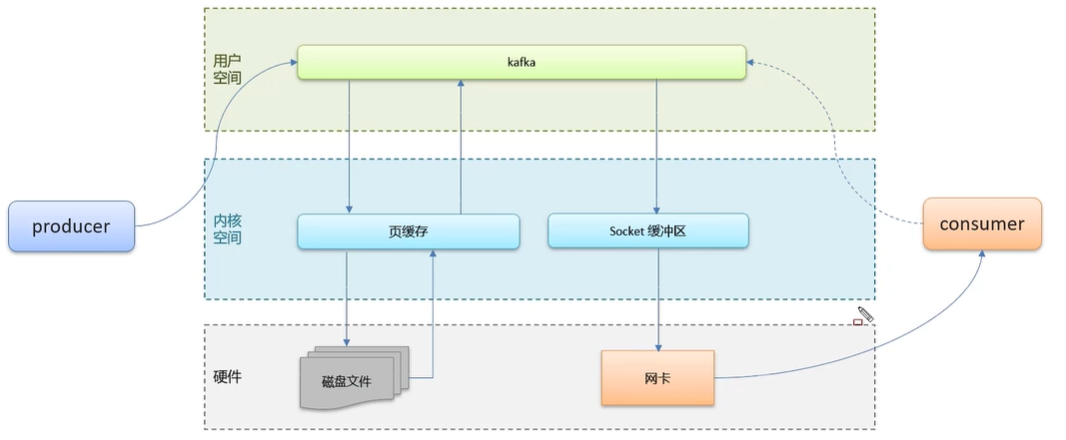 用户
空间
kafka
producer
内核
空间
页缓存
Socket 缓冲区
consumer
硬件
磁盘文件
网卡